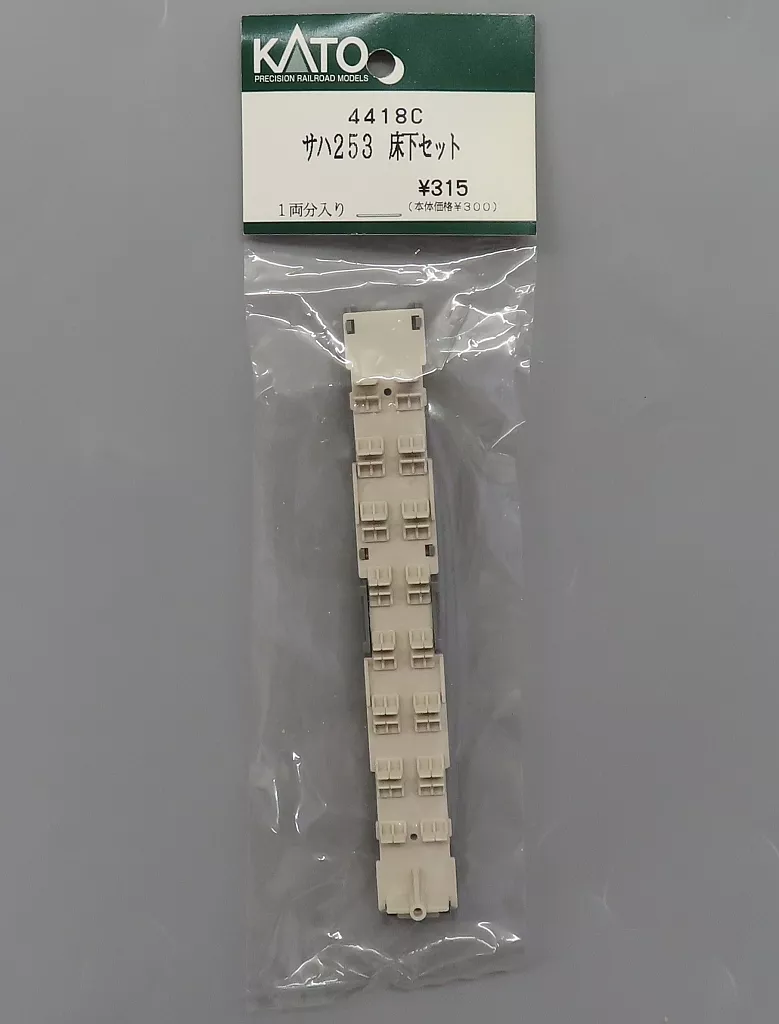 KATO
PRECISION RAILROAD MODELS
4418C
サハ253 床下セット
¥315
1両分入り
(本体価格¥300)